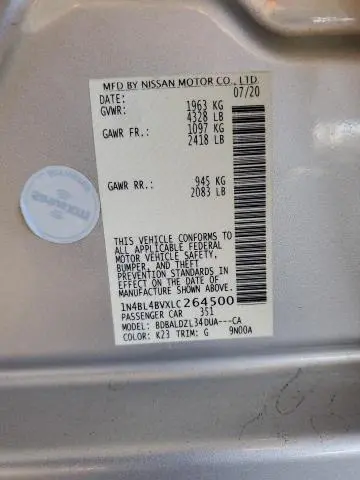 MFD BY NISSAN MOTOR CO., LTD.
DATE: 07/20
GVWR: 1963 KG
4328 LB
GAWR FR.: 1097 KG
2418 LB
GAWR RR.: 945 KG
2083 LB
THIS VEHICLE CONFORMS TO
ALL APPLICABLE FEDERAL
MOTOR VEHICLE SAFETY,
BUMPER, AND THEFT
PREVENTION STANDARDS IN
EFFECT ON THE DATE OF
MANUFACTURE SHOWN ABOVE.
1N4BL4BVXLC264500
PASSENGER CAR 351
MODEL: BDBALDZL34DUA---CA
COLOR: K23 TRIM: G 9N00A